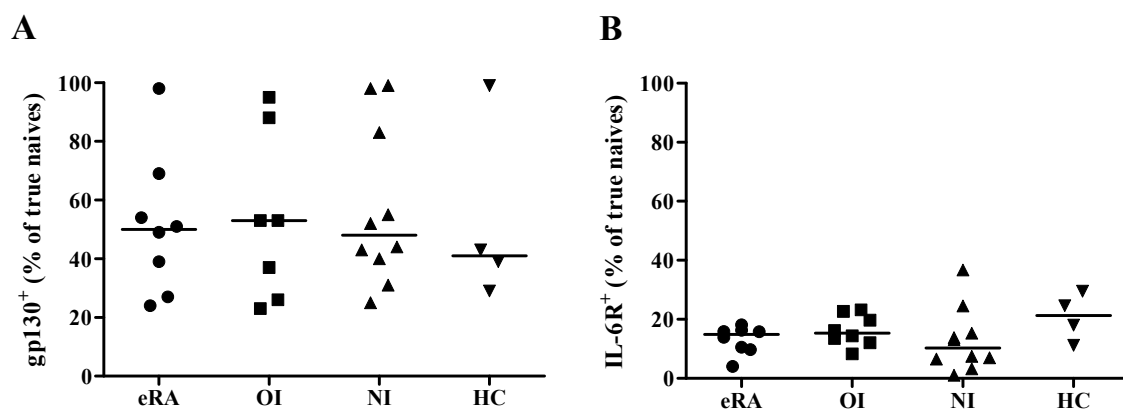 A
gp130+ (% of true naives)
100
80
60
40
20
0
eRA OI NI HC
B
IL-6R+ (% of true naives)
100
80
60
40
20
0
eRA OI NI HC